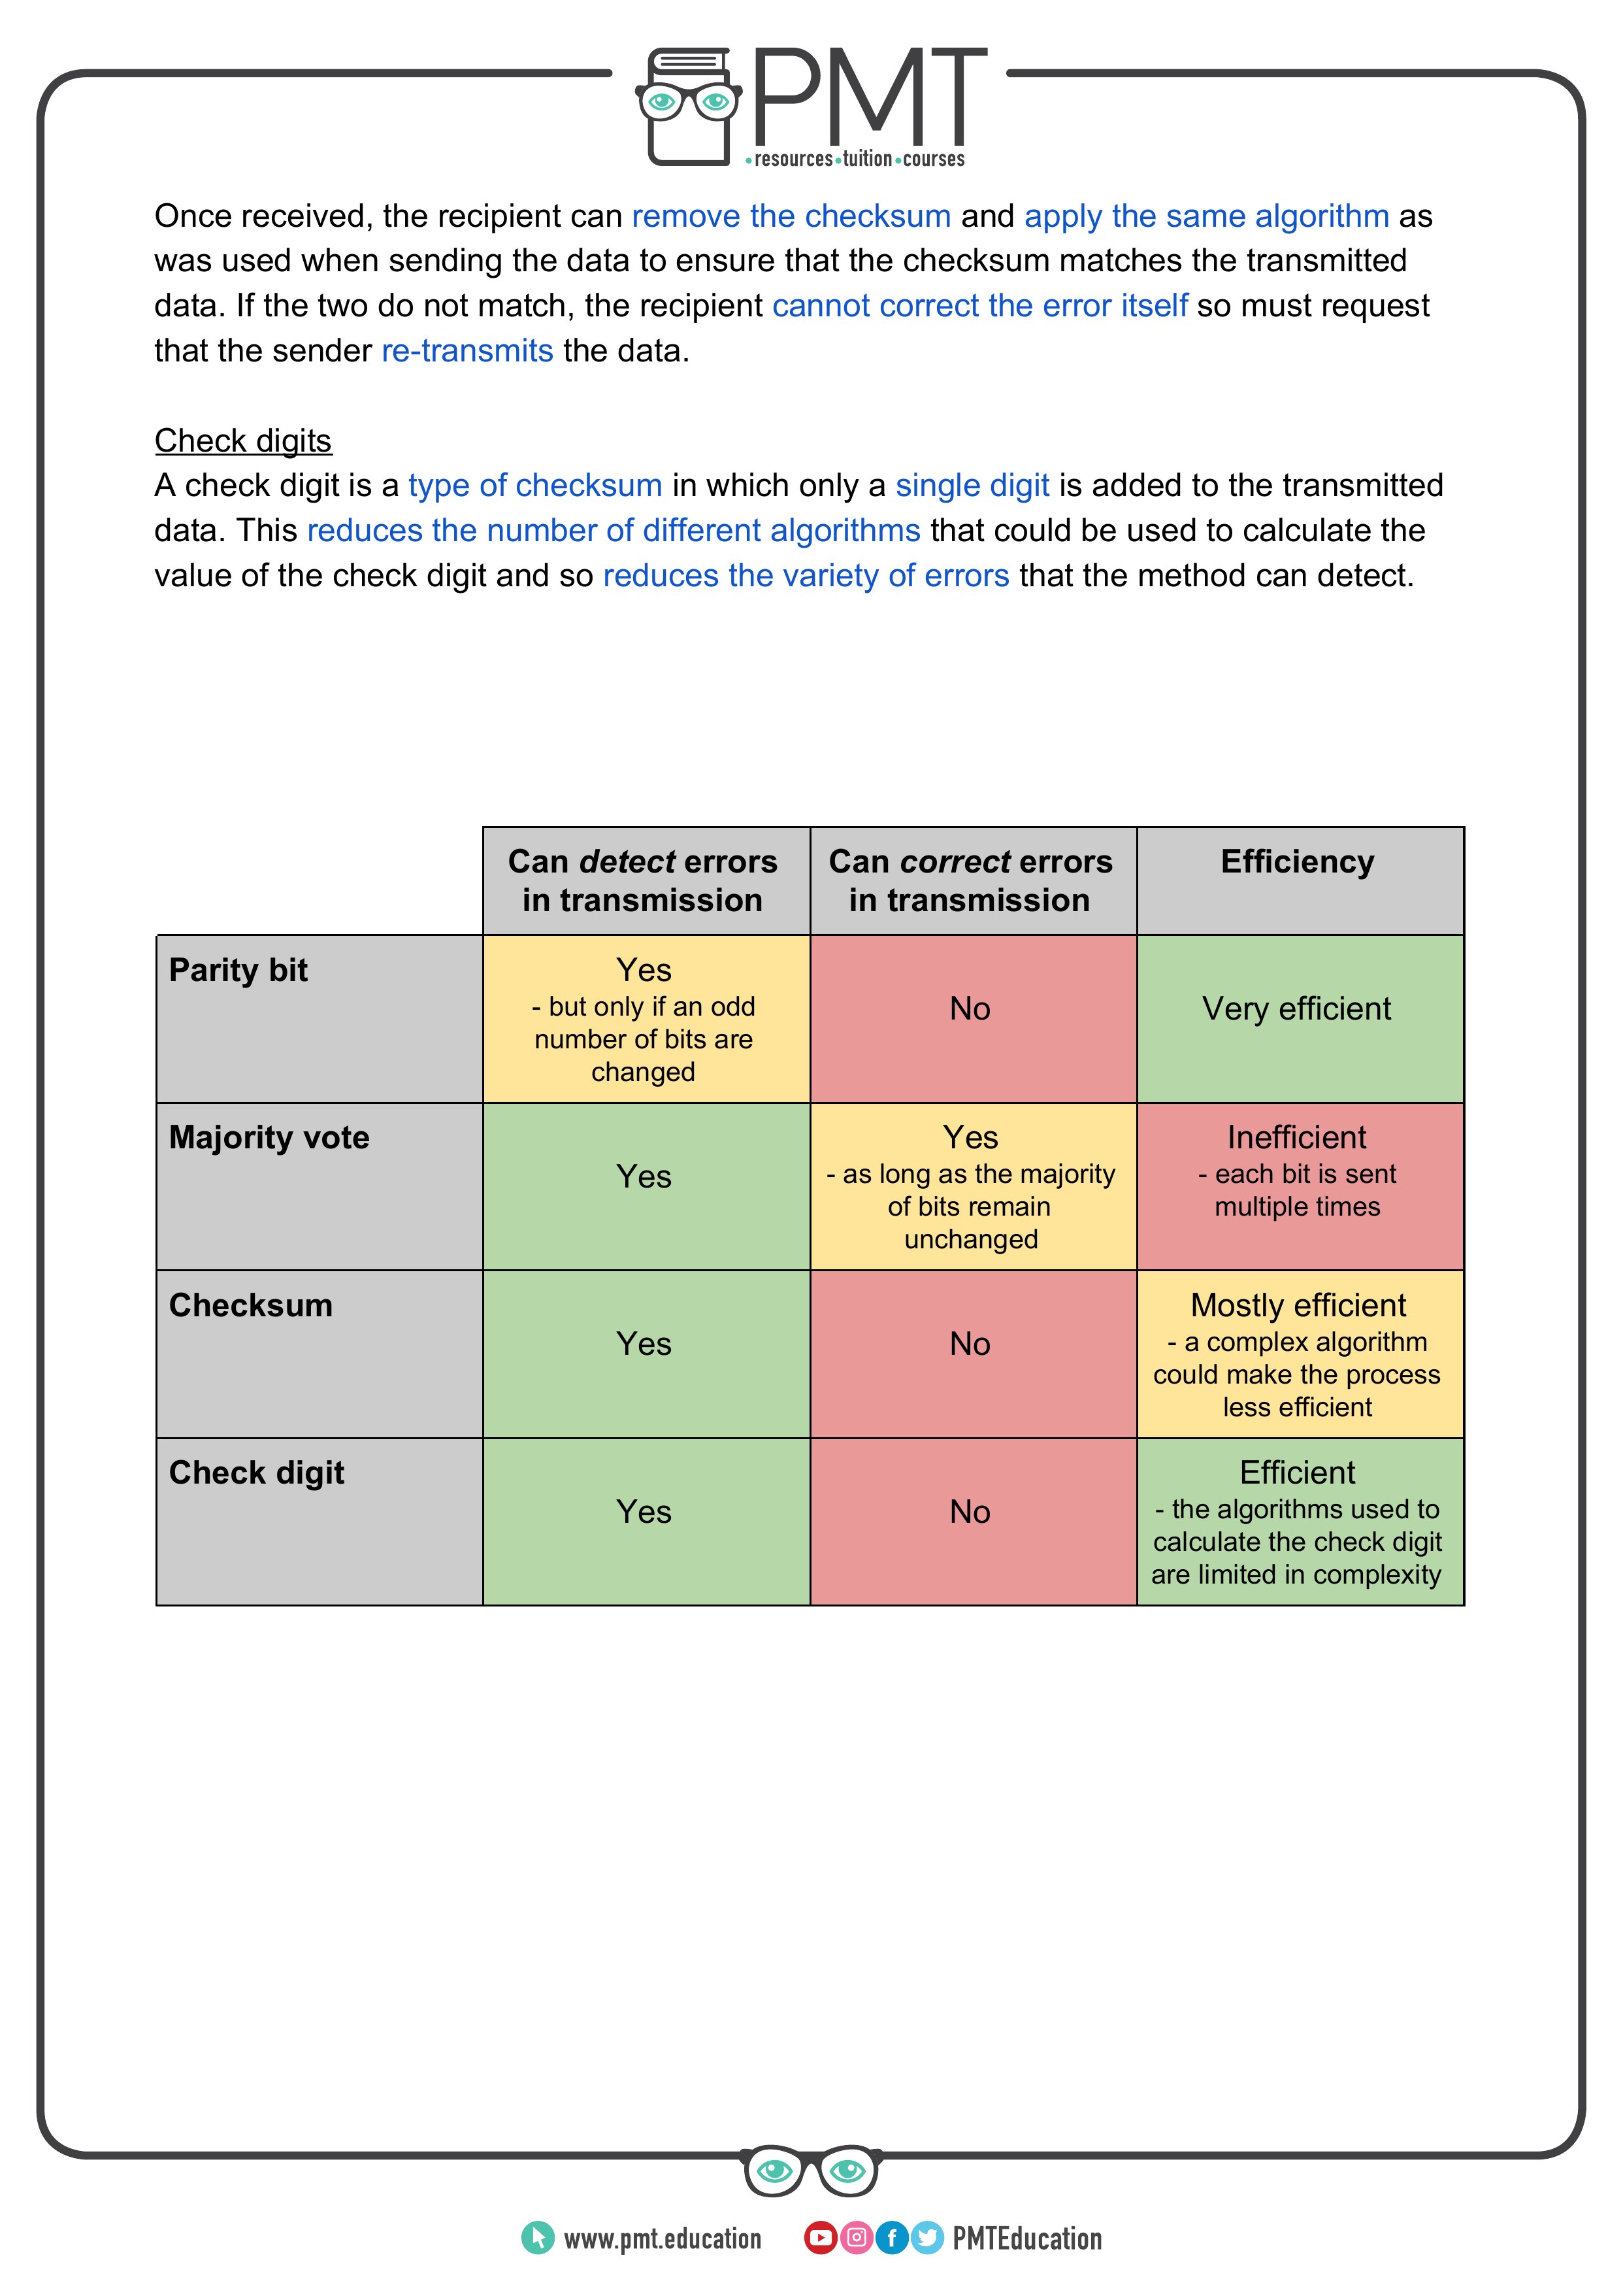 PMT
•resources•tuition•courses
Once received, the recipient can remove the checksum and apply the same algorithm as
was used when sending the data to ensure that the checksum matches the transmitted
data. If the two do not match, the recipient cannot correct the error itself so must request
that the sender re-transmits the data.
Check digits
A check digit is a type of checksum in which only a single digit is added to the transmitted
data. This reduces the number of different algorithms that could be used to calculate the
value of the check digit and so reduces the variety of errors that the method can detect.
Can detect errors
in transmission
Can correct errors
in transmission
Efficiency
Parity bit
Yes
- but only if an odd
number of bits are
changed
No
Very efficient
Majority vote
Yes
Yes
- as long as the majority
of bits remain
unchanged
Inefficient
- each bit is sent
multiple times
Checksum
Yes
No
Mostly efficient
- a complex algorithm
could make the process
less efficient
Check digit
Yes
No
Efficient
- the algorithms used to
calculate the check digit
are limited in complexity
www.pmt.education
PMTEducation